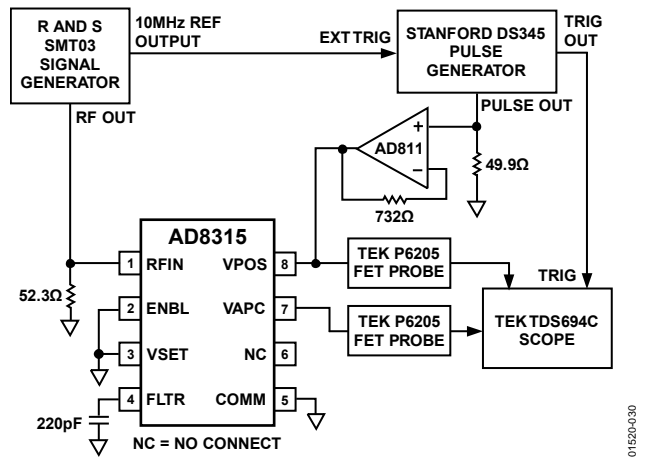 R AND S
SMT03
SIGNAL
GENERATOR
10MHz REF
OUTPUT
EXT TRIG
STANFORD DS345
PULSE
GENERATOR
TRIG
OUT
RF OUT
PULSE OUT
+
AD811
−
49.9Ω
732Ω
AD8315
1 RFIN
VPOS 8
TEK P6205
FET PROBE
TRIG
52.3Ω
2 ENBL
VAPC 7
TEK P6205
FET PROBE
TEK TDS694C
SCOPE
3 VSET
NC 6
4 FLTR
COMM 5
220pF
NC = NO CONNECT
01520-030